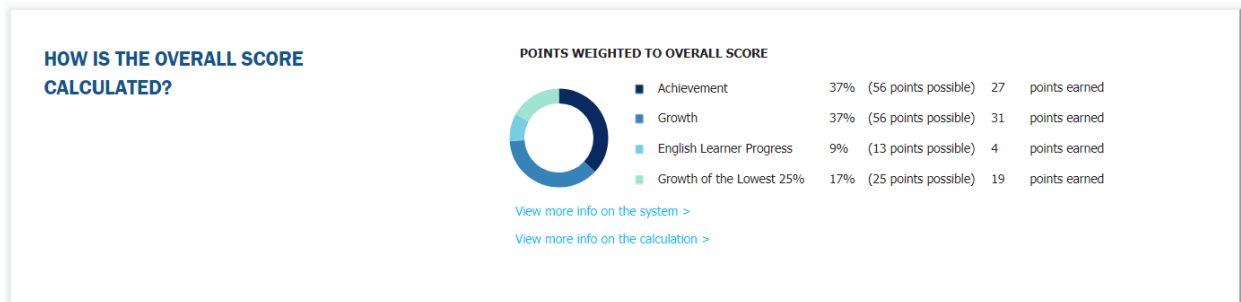 HOW IS THE OVERALL SCORE
CALCULATED?
POINTS WEIGHTED TO OVERALL SCORE
Achievement 37% (56 points possible) 27 points earned
Growth 37% (56 points possible) 31 points earned
English Learner Progress 9% (13 points possible) 4 points earned
Growth of the Lowest 25% 17% (25 points possible) 19 points earned
View more info on the system >
View more info on the calculation >